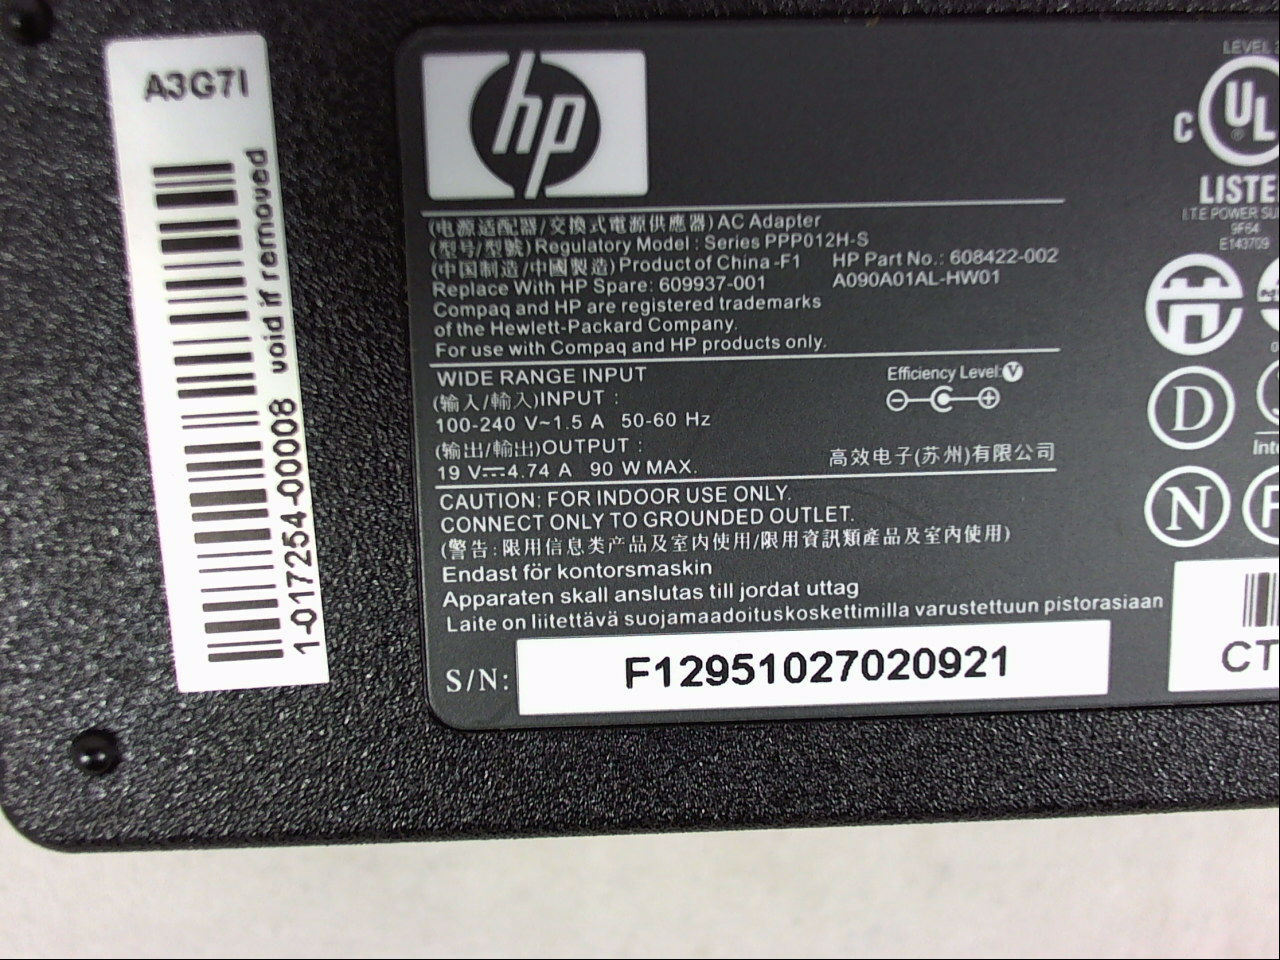 A3G7I
1-017254-00008 void if removed
hp
(电源适配器/交換式電源供應器) AC Adapter
(型号/型號) Regulatory Model : Series PPP012H-S
(中国制造/中國製造) Product of China -F1 HP Part No.: 608422-002
Replace With HP Spare: 609937-001 A090A01AL-HW01
Compaq and HP are registered trademarks
of the Hewlett-Packard Company.
For use with Compaq and HP products only.
WIDE RANGE INPUT
Efficiency Level: V
(输入/輸入)INPUT :
100-240 V~1.5 A 50-60 Hz
(输出/輸出)OUTPUT :
19 V⎓4.74 A 90 W MAX.
高效电子(苏州)有限公司
CAUTION: FOR INDOOR USE ONLY.
CONNECT ONLY TO GROUNDED OUTLET.
(警告:限用信息类产品及室内使用/限用資訊類產品及室內使用)
Endast för kontorsmaskin
Apparaten skall anslutas till jordat uttag
Laite on liitettävä suojamaadoituskoskettimilla varustettuun pistorasiaan
S/N: F12951027020921
LEVEL
C UL
LISTE
I.T.E POWER SU
9F64
E143709
D
Inte
N
CT